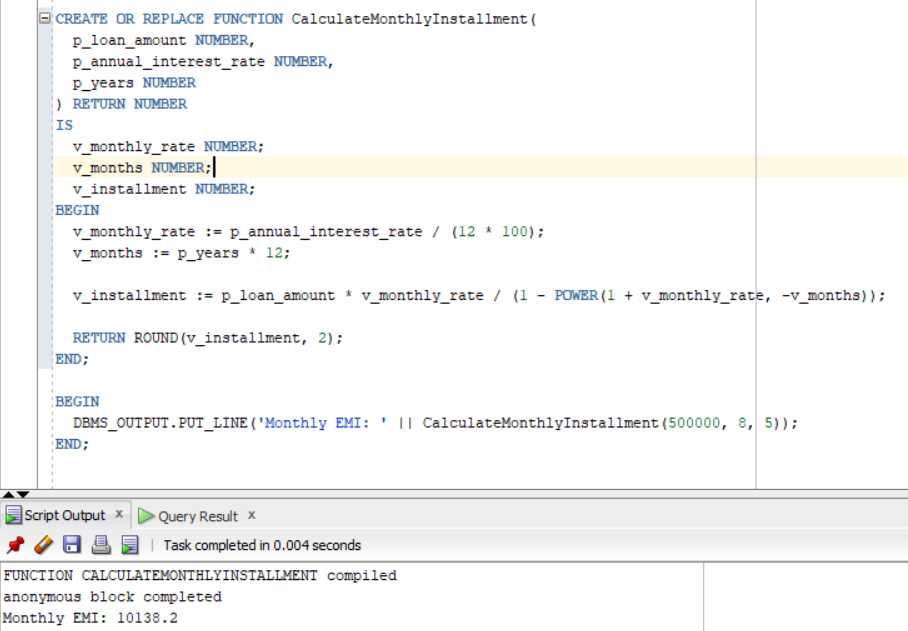 CREATE OR REPLACE FUNCTION CalculateMonthlyInstallment(
  p_loan_amount NUMBER,
  p_annual_interest_rate NUMBER,
  p_years NUMBER
) RETURN NUMBER
IS
  v_monthly_rate NUMBER;
  v_months NUMBER;
  v_installment NUMBER;
BEGIN
  v_monthly_rate := p_annual_interest_rate / (12 * 100);
  v_months := p_years * 12;
  v_installment := p_loan_amount * v_monthly_rate / (1 - POWER(1 + v_monthly_rate, -v_months));
  RETURN ROUND(v_installment, 2);
END;
BEGIN
  DBMS_OUTPUT.PUT_LINE('Monthly EMI: ' || CalculateMonthlyInstallment(500000, 8, 5));
END;
Script Output x Query Result x
Task completed in 0.004 seconds
FUNCTION CALCULATEMONTHLYINSTALLMENT compiled
anonymous block completed
Monthly EMI: 10138.2